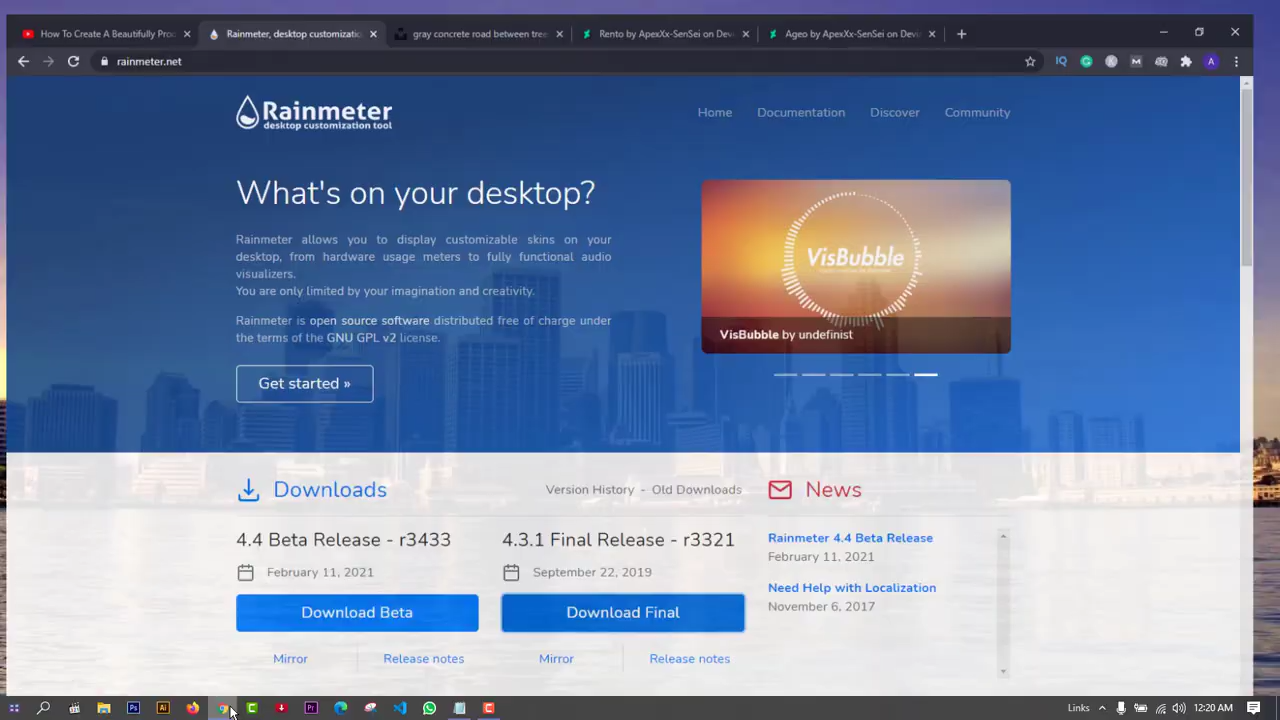 How To Create A Beautifully Pro
Rainmeter, desktop customizatio
gray concrete road between tree
Rento by ApexXx-SenSei on Dev
Ageo by ApexXx-SenSei on Devi
rainmeter.net
Rainmeter
desktop customization tool
Home
Documentation
Discover
Community
What's on your desktop?
Rainmeter allows you to display customizable skins on your
desktop, from hardware usage meters to fully functional audio
visualizers.
You are only limited by your imagination and creativity.
Rainmeter is open source software distributed free of charge under
the terms of the GNU GPL v2 license.
Get started »
VisBubble
VisBubble by undefinist
Downloads
Version History - Old Downloads
News
4.4 Beta Release - r3433
4.3.1 Final Release - r3321
Rainmeter 4.4 Beta Release
February 11, 2021
February 11, 2021
September 22, 2019
Need Help with Localization
November 6, 2017
Download Beta
Download Final
Mirror
Release notes
Mirror
Release notes
Links
12:20 AM